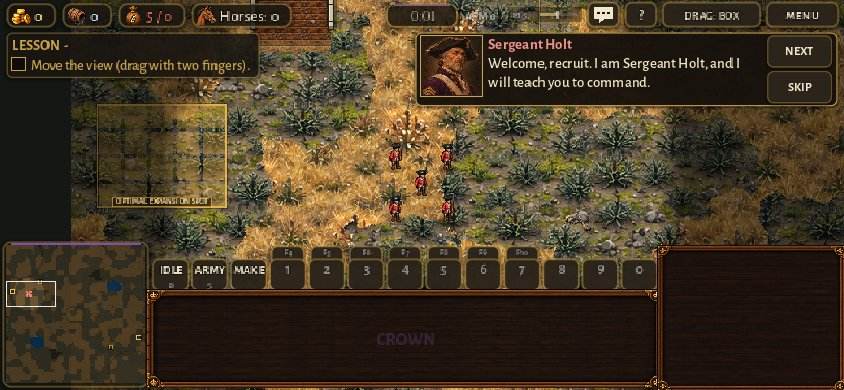 0
0
5 / 0
Horses: 0
0:01
?
DRAG: BOX
MENU
LESSON -
Move the view (drag with two fingers).
Sergeant Holt
Welcome, recruit. I am Sergeant Holt, and I
will teach you to command.
NEXT
SKIP
OPTIMAL EXPANSION SPOT
IDLE
ARMY
MAKE
1
2
3
4
5
6
7
8
9
0
CROWN